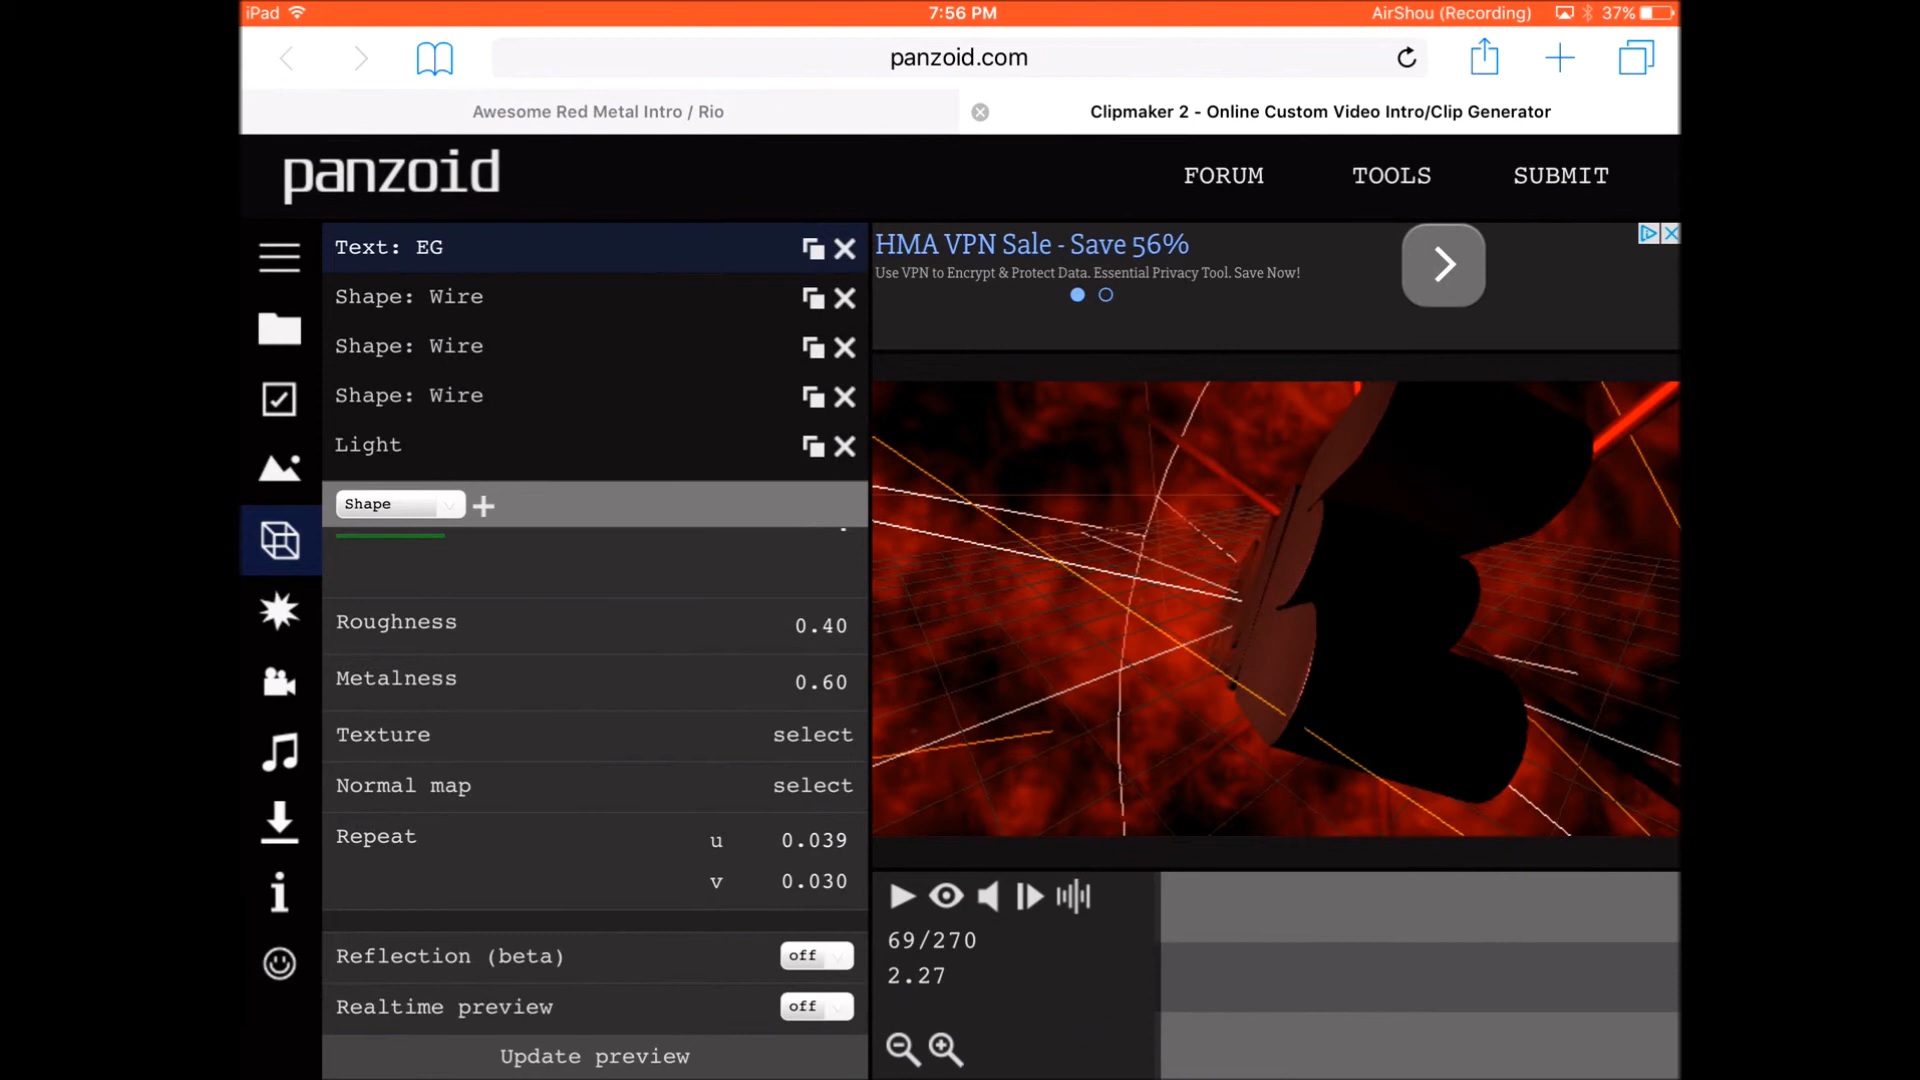 iPad
7:56 PM
AirShou (Recording)
37%
panzoid.com
Awesome Red Metal Intro / Rio
Clipmaker 2 - Online Custom Video Intro/Clip Generator
panzoid
FORUM
TOOLS
SUBMIT
Text: EG
Shape: Wire
Shape: Wire
Shape: Wire
Light
Shape
Roughness 0.40
Metalness 0.60
Texture select
Normal map select
Repeat u 0.039
v 0.030
Reflection (beta) off
Realtime preview off
Update preview
HMA VPN Sale - Save 56%
Use VPN to Encrypt & Protect Data. Essential Privacy Tool. Save Now!
69/270
2.27